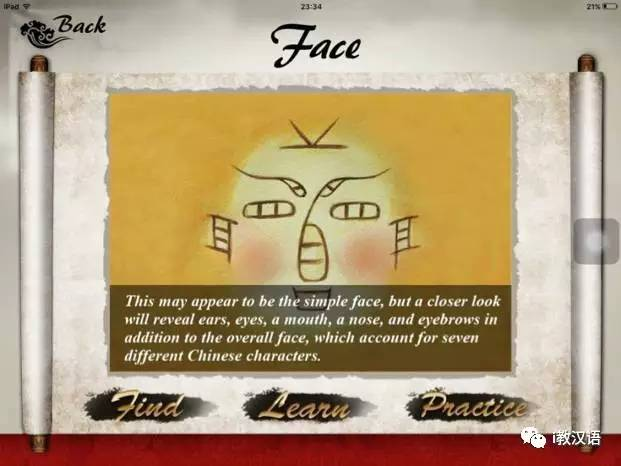 iPad 23:34 21%
Back
Face
This may appear to be the simple face, but a closer look
will reveal ears, eyes, a mouth, a nose, and eyebrows in
addition to the overall face, which account for seven
different Chinese characters.
Find Learn Practice
i教汉语